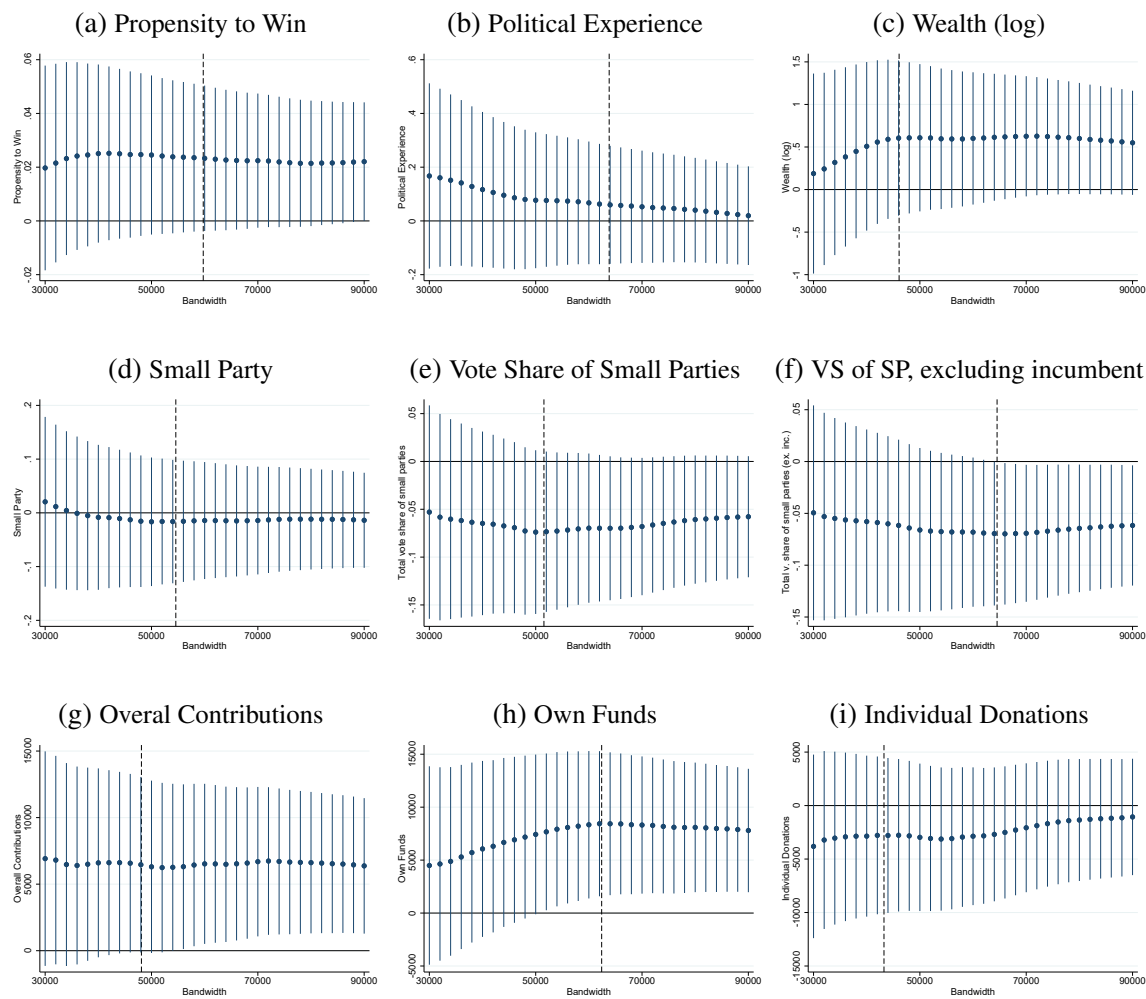 (a) Propensity to Win
(b) Political Experience
(c) Wealth (log)
Propensity to Win
-.02 0 .02 .04 .06
30000 50000 70000 90000
Bandwidth
Political Experience
-.2 0 .2 .4 .6
30000 50000 70000 90000
Bandwidth
Wealth (log)
-1 -.5 0 .5 1 1.5
30000 50000 70000 90000
Bandwidth
(d) Small Party
(e) Vote Share of Small Parties
(f) VS of SP, excluding incumbent
Small Party
-.2 -.1 0 .1 .2
30000 50000 70000 90000
Bandwidth
Total vote share of small parties
-.15 -.1 -.05 0 .05
30000 50000 70000 90000
Bandwidth
Total v. share of small parties (ex. inc.)
-.15 -.1 -.05 0 .05
30000 50000 70000 90000
Bandwidth
(g) Overal Contributions
(h) Own Funds
(i) Individual Donations
Overall Contributions
0 5000 10000 15000
30000 50000 70000 90000
Bandwidth
Own Funds
-5000 0 5000 10000 15000
30000 50000 70000 90000
Bandwidth
Individual Donations
-15000 -10000 -5000 0 5000
30000 50000 70000 90000
Bandwidth